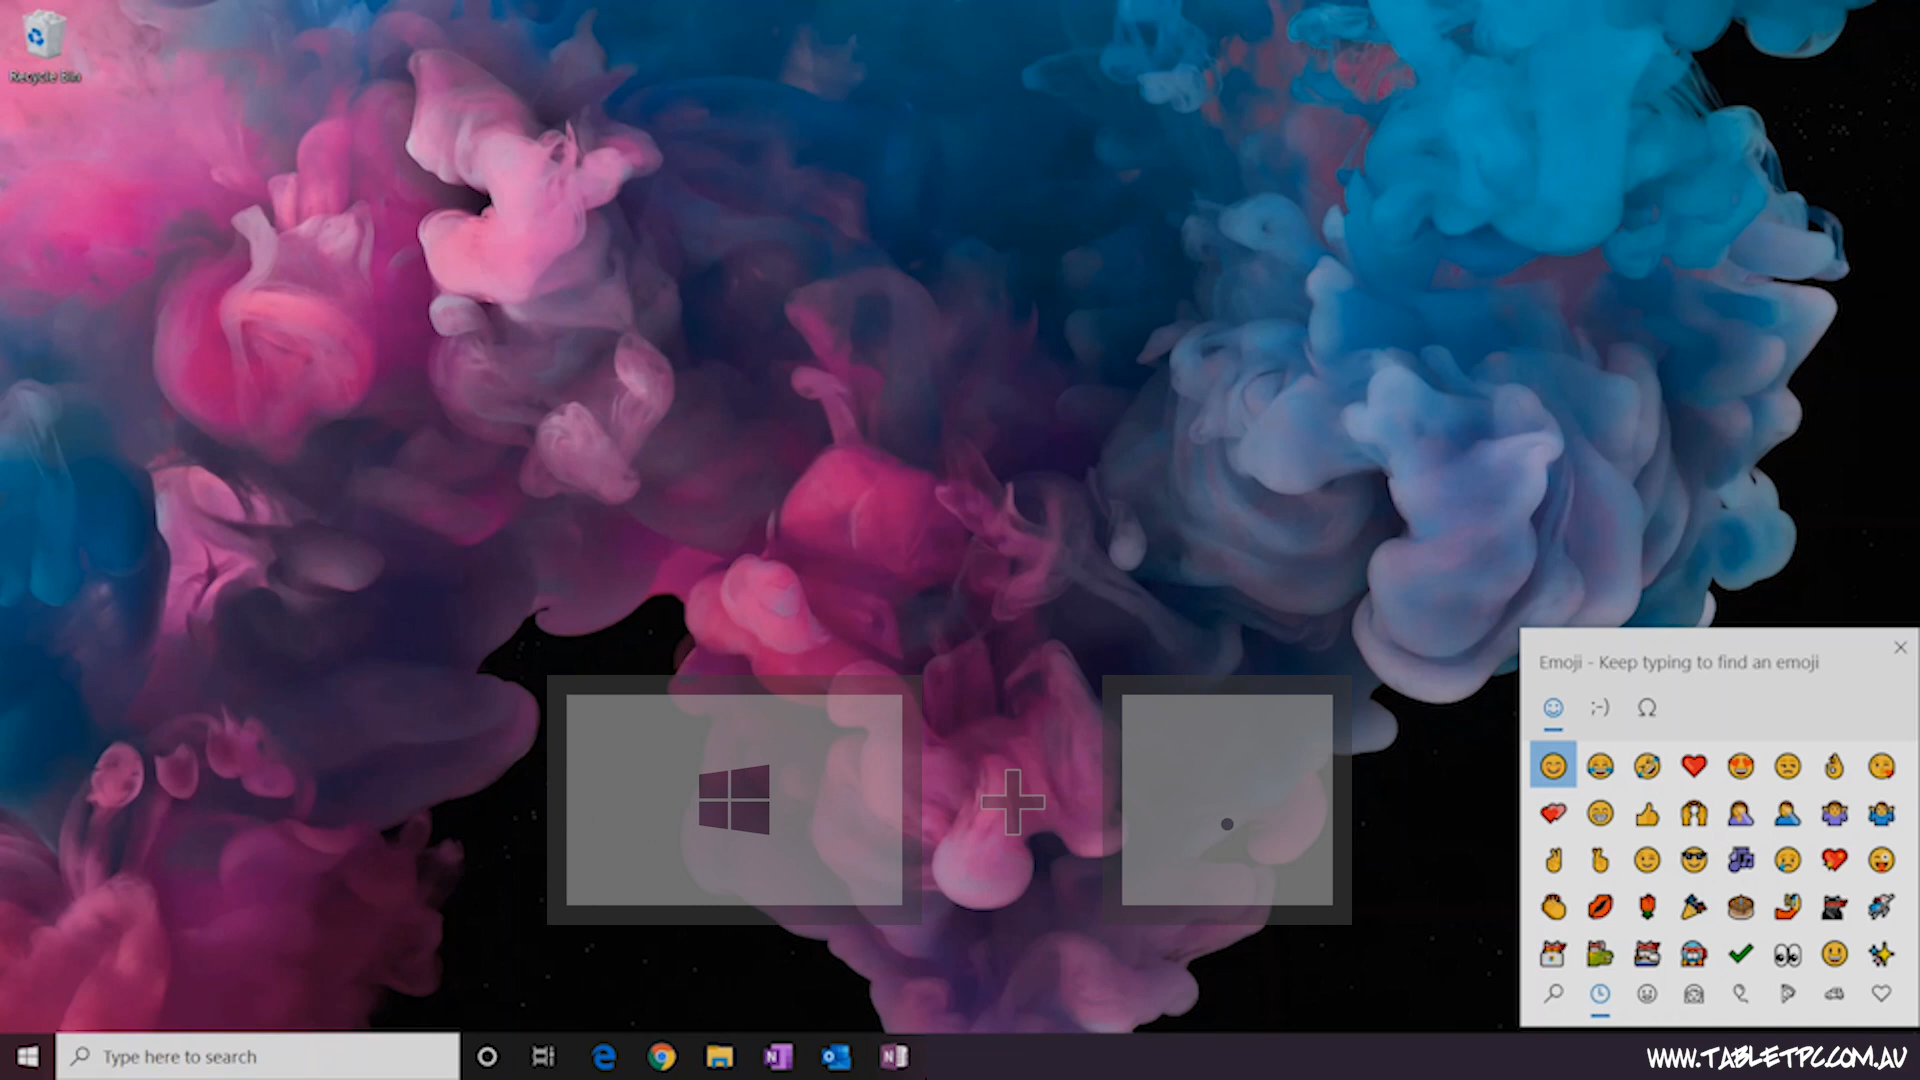 Recycle Bin
Emoji - Keep typing to find an emoji
;-)
Ω
Type here to search
WWW.TABLETPC.COM.AU